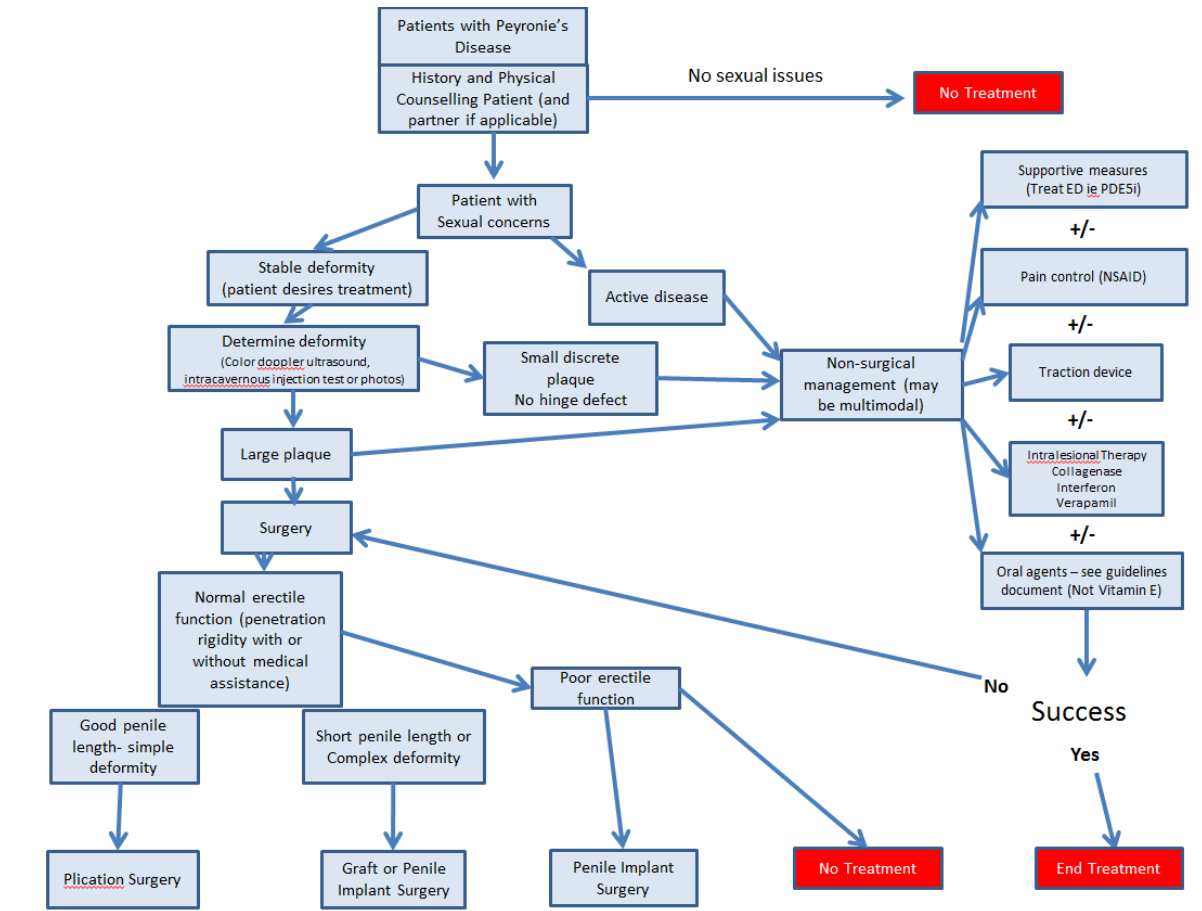 Patients with Peyronie's
Disease
History and Physical
Counselling Patient (and
partner if applicable)
No sexual issues
No Treatment
Patient with
Sexual concerns
Stable deformity
(patient desires treatment)
Active disease
Determine deformity
(Color doppler ultrasound,
intracavernous injection test or photos)
Small discrete
plaque
No hinge defect
Non-surgical
management (may
be multimodal)
Supportive measures
(Treat ED ie PDE5i)
+/-
Pain control (NSAID)
+/-
Traction device
+/-
Intralesional Therapy
Collagenase
Interferon
Verapamil
+/-
Oral agents – see guidelines
document (Not Vitamin E)
Large plaque
Surgery
Normal erectile
function (penetration
rigidity with or
without medical
assistance)
Poor erectile
function
No
Success
Yes
Good penile
length- simple
deformity
Short penile length or
Complex deformity
Plication Surgery
Graft or Penile
Implant Surgery
Penile Implant
Surgery
No Treatment
End Treatment